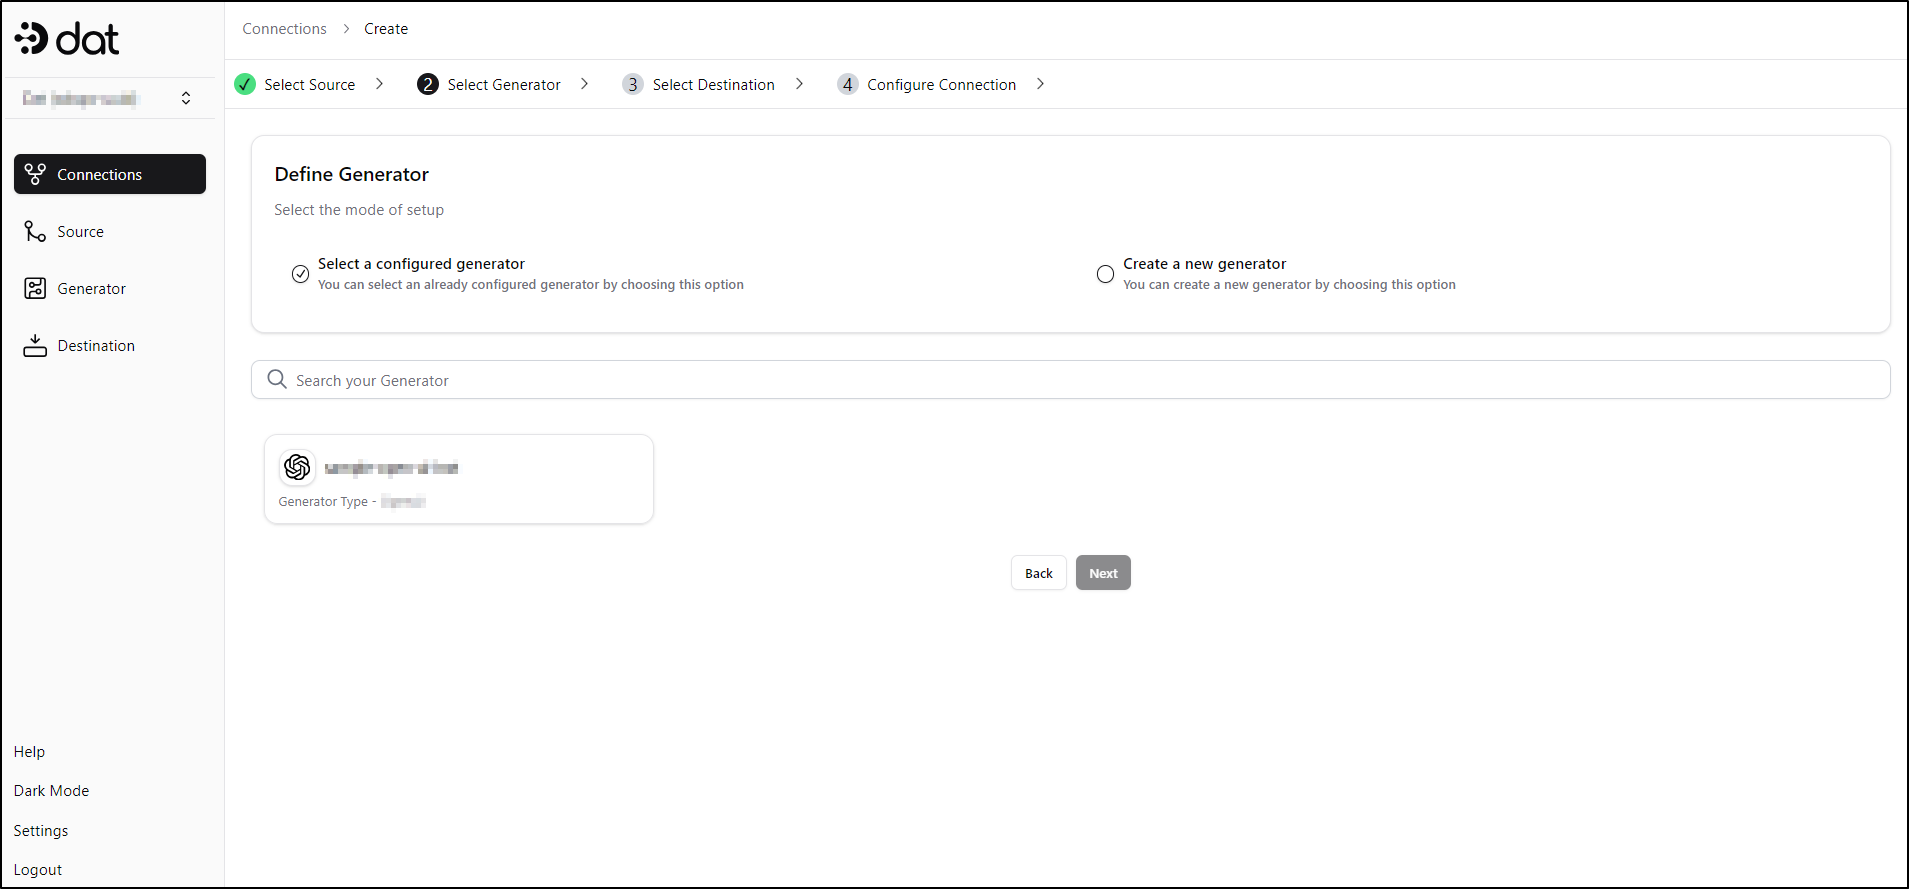 dat
Connections > Create
✓ Select Source > 2 Select Generator > 3 Select Destination > 4 Configure Connection >
Connections
Source
Generator
Destination
Define Generator
Select the mode of setup
Select a configured generator
You can select an already configured generator by choosing this option
Create a new generator
You can create a new generator by choosing this option
Search your Generator
Generator Type -
Back
Next
Help
Dark Mode
Settings
Logout